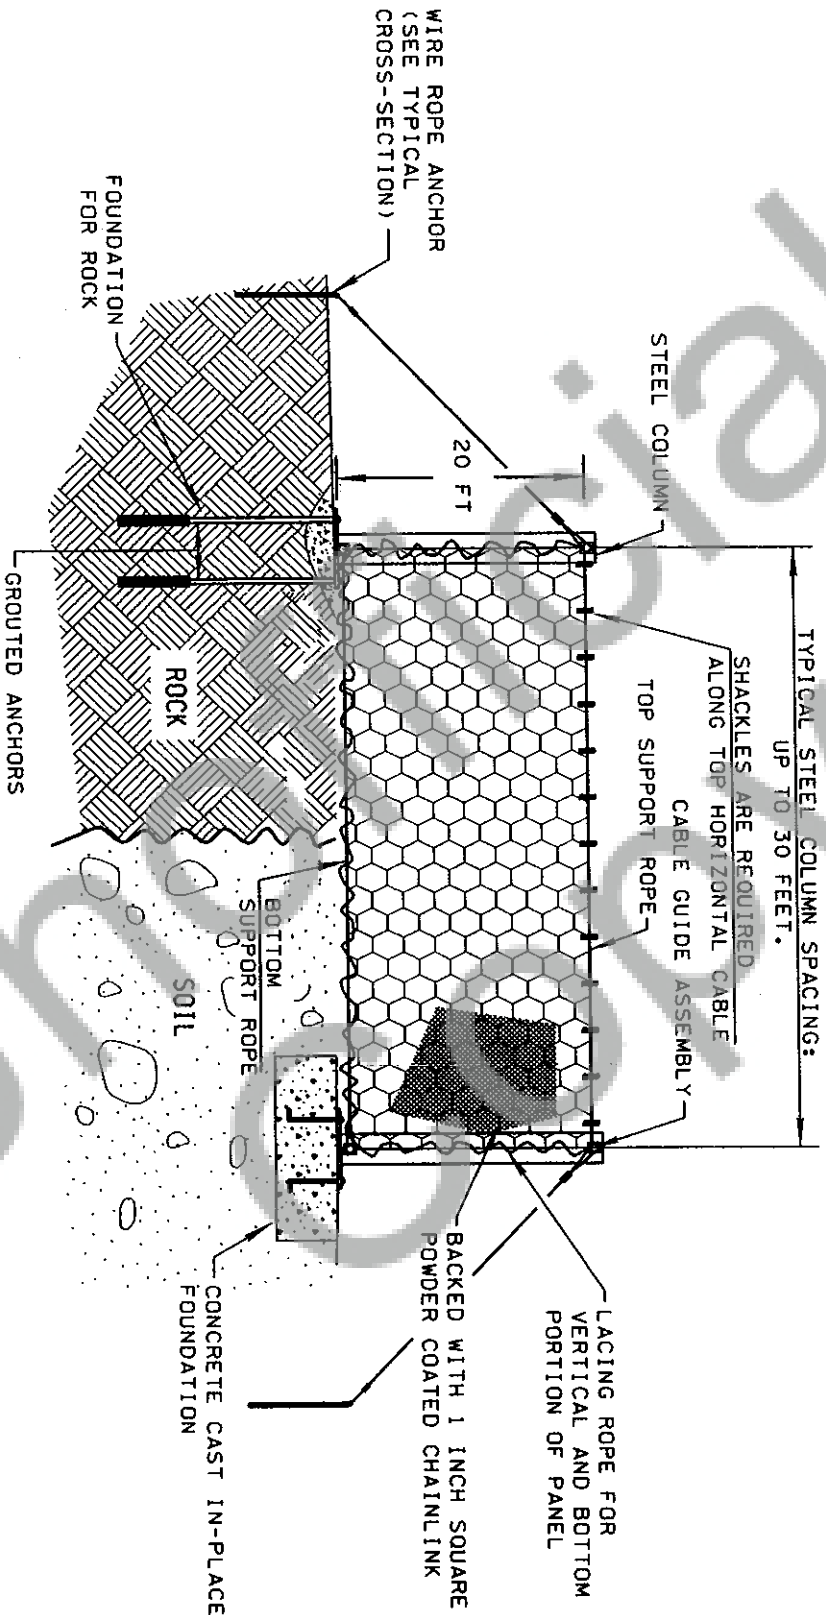 TYPICAL STEEL COLUMN SPACING:
UP TO 30 FEET.
SHACKLES ARE REQUIRED
ALONG TOP HORIZONTAL CABLE
CABLE GUIDE ASSEMBLY
TOP SUPPORT ROPE
STEEL COLUMN
20 FT
WIRE ROPE ANCHOR
(SEE TYPICAL
CROSS-SECTION)
LACING ROPE FOR
VERTICAL AND BOTTOM
PORTION OF PANEL
BACKED WITH 1 INCH SQUARE
POWDER COATED CHAINLINK
BOTTOM
SUPPORT ROPE
FOUNDATION
FOR ROCK
ROCK
SOIL
CONCRETE CAST IN-PLACE
FOUNDATION
GROUTED ANCHORS